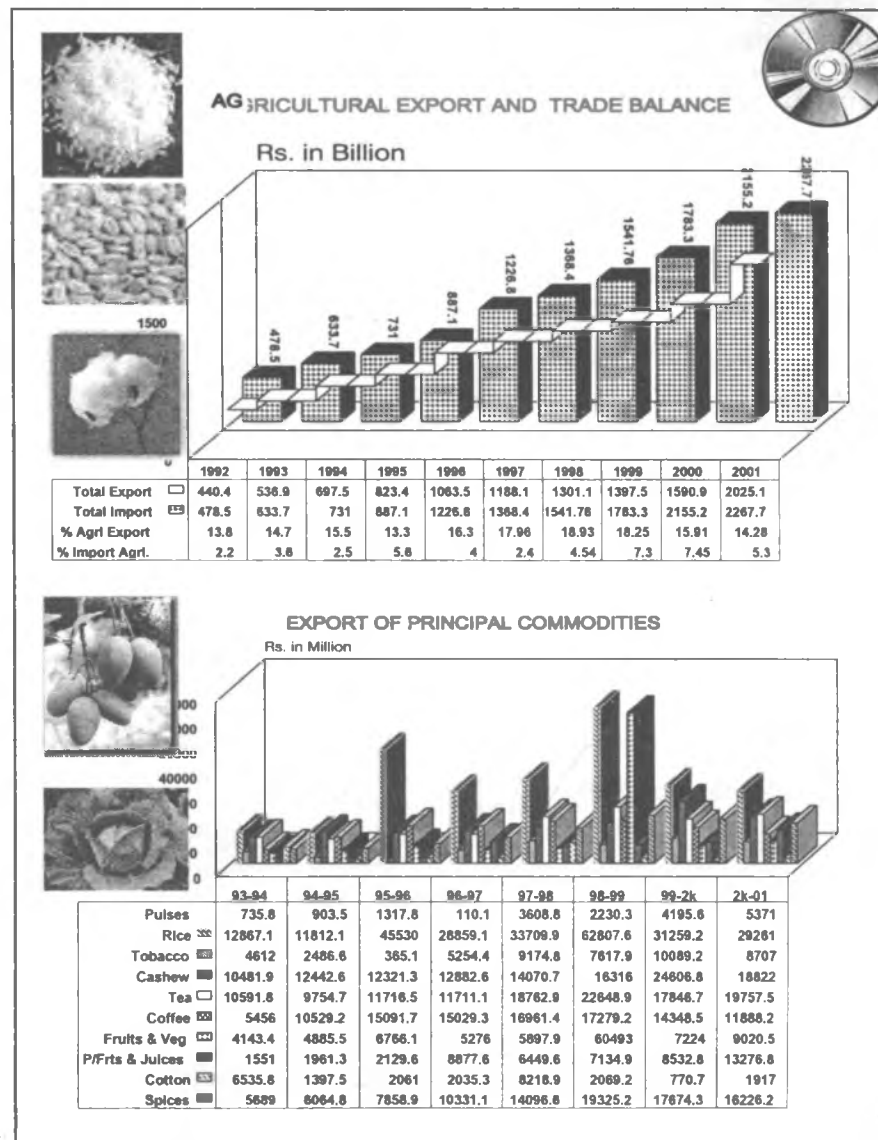 AGRICULTURAL EXPORT AND TRADE BALANCE
Rs. in Billion
478.5 633.7 731 887.1 1226.8 1368.4 1541.76 1783.3 2155.2 2267.7
1500
0
1992 1993 1994 1995 1996 1997 1998 1999 2000 2001
Total Export 440.4 536.9 697.5 823.4 1063.5 1188.1 1301.1 1397.5 1590.9 2025.1
Total Import 478.5 633.7 731 887.1 1226.8 1368.4 1541.76 1783.3 2155.2 2267.7
% Agrl Export 13.8 14.7 15.5 13.3 16.3 17.96 18.93 18.25 15.91 14.28
% Import Agrl. 2.2 3.6 2.5 5.6 4 2.4 4.54 7.3 7.45 5.3
EXPORT OF PRINCIPAL COMMODITIES
Rs. in Million
40000
0
93-94 94-95 95-96 96-97 97-98 98-99 99-2k 2k-01
Pulses 735.8 903.5 1317.8 110.1 3608.8 2230.3 4195.6 5371
Rice 12867.1 11812.1 45530 28859.1 33709.9 62807.6 31259.2 29261
Tobacco 4612 2486.6 365.1 5254.4 9174.8 7617.9 10089.2 8707
Cashew 10481.9 12442.6 12321.3 12882.6 14070.7 16316 24606.8 18822
Tea 10591.8 9754.7 11716.5 11711.1 18762.9 22648.9 17846.7 19757.5
Coffee 5456 10529.2 15091.7 15029.3 16961.4 17279.2 14348.5 11888.2
Fruits & Veg 4143.4 4885.5 6766.1 5276 5897.9 60493 7224 9020.5
P/Frts & Juices 1551 1961.3 2129.6 8877.6 6449.6 7134.9 8532.8 13276.8
Cotton 6535.8 1397.5 2061 2035.3 8218.9 2069.2 770.7 1917
Spices 5689 6064.8 7858.9 10331.1 14096.6 19325.2 17674.3 16226.2